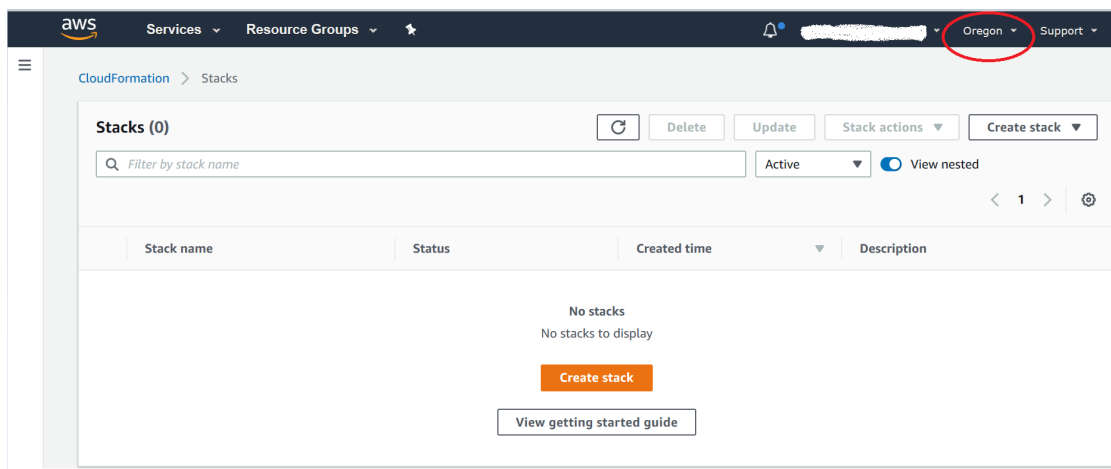 aws Services Resource Groups Oregon Support
CloudFormation > Stacks
Stacks (0) Delete Update Stack actions Create stack
Filter by stack name Active View nested
< 1 >
Stack name Status Created time Description
No stacks
No stacks to display
Create stack
View getting started guide